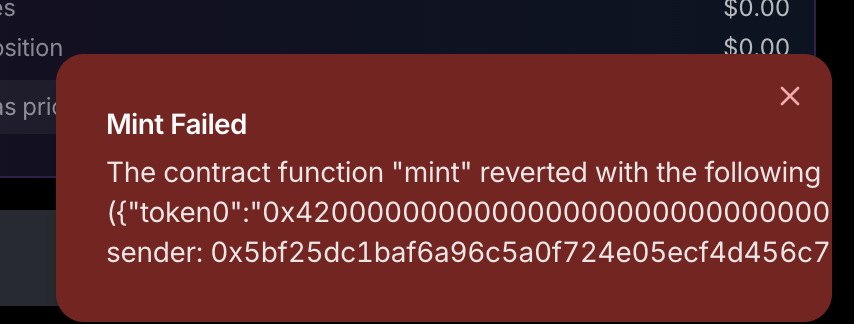 es
$0.00
osition
$0.00
as pric
Mint Failed
The contract function "mint" reverted with the following
({"token0":"0x42000000000000000000000000000
sender: 0x5bf25dc1baf6a96c5a0f724e05ecf4d456c7